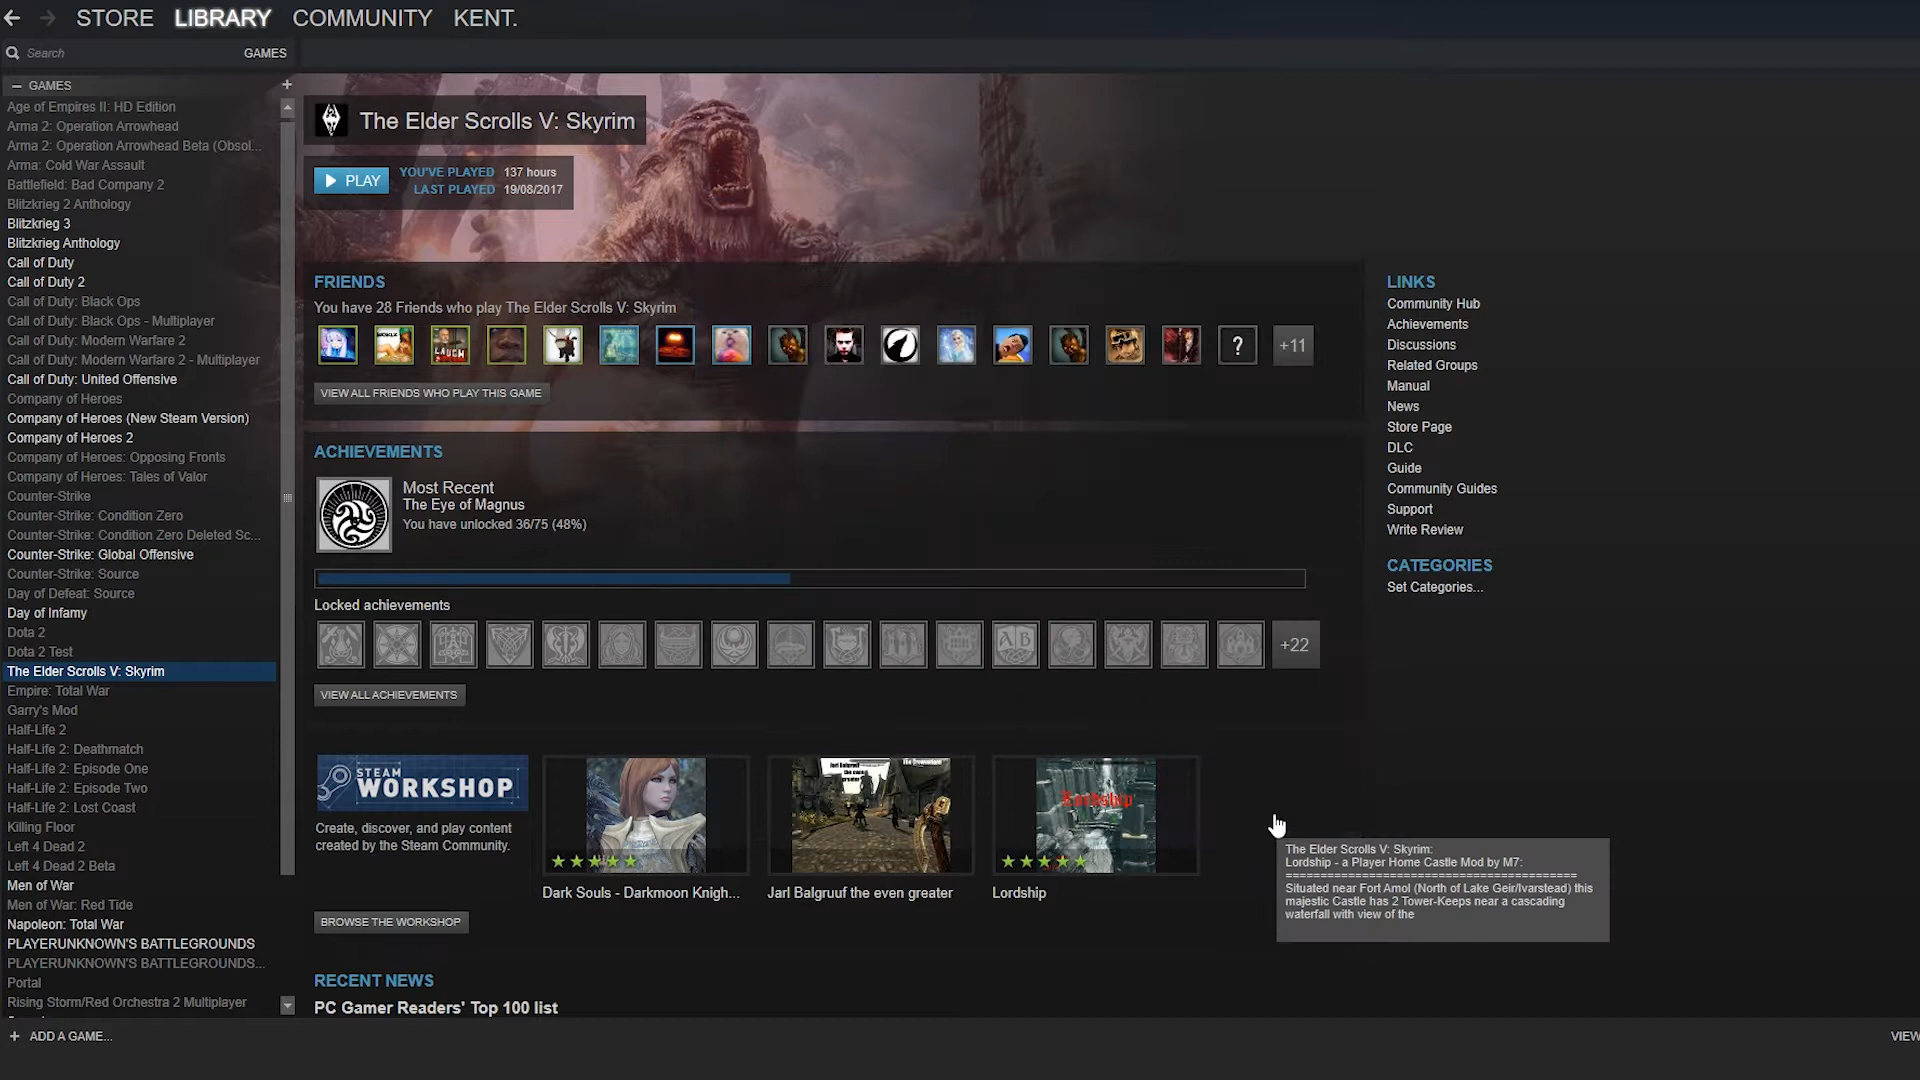 STORE LIBRARY COMMUNITY KENT.
Search GAMES
GAMES
Age of Empires II: HD Edition
Arma 2: Operation Arrowhead
Arma 2: Operation Arrowhead Beta (Obsol...
Arma: Cold War Assault
Battlefield: Bad Company 2
Blitzkrieg 2 Anthology
Blitzkrieg 3
Blitzkrieg Anthology
Call of Duty
Call of Duty 2
Call of Duty: Black Ops
Call of Duty: Black Ops - Multiplayer
Call of Duty: Modern Warfare 2
Call of Duty: Modern Warfare 2 - Multiplayer
Call of Duty: United Offensive
Company of Heroes
Company of Heroes (New Steam Version)
Company of Heroes 2
Company of Heroes: Opposing Fronts
Company of Heroes: Tales of Valor
Counter-Strike
Counter-Strike: Condition Zero
Counter-Strike: Condition Zero Deleted Sc...
Counter-Strike: Global Offensive
Counter-Strike: Source
Day of Defeat: Source
Day of Infamy
Dota 2
Dota 2 Test
The Elder Scrolls V: Skyrim
Empire: Total War
Garry's Mod
Half-Life 2
Half-Life 2: Deathmatch
Half-Life 2: Episode One
Half-Life 2: Episode Two
Half-Life 2: Lost Coast
Killing Floor
Left 4 Dead 2
Left 4 Dead 2 Beta
Men of War
Men of War: Red Tide
Napoleon: Total War
PLAYERUNKNOWN'S BATTLEGROUNDS
PLAYERUNKNOWN'S BATTLEGROUNDS...
Portal
Rising Storm/Red Orchestra 2 Multiplayer
+ ADD A GAME...
The Elder Scrolls V: Skyrim
PLAY
YOU'VE PLAYED 137 hours
LAST PLAYED 19/08/2017
FRIENDS
You have 28 Friends who play The Elder Scrolls V: Skyrim
LAUGH
? +11
VIEW ALL FRIENDS WHO PLAY THIS GAME
ACHIEVEMENTS
Most Recent
The Eye of Magnus
You have unlocked 36/75 (48%)
Locked achievements
A B
+22
VIEW ALL ACHIEVEMENTS
STEAM
WORKSHOP
Create, discover, and play content
created by the Steam Community.
BROWSE THE WORKSHOP
Dark Souls - Darkmoon Knigh...
Jarl Balgruuf the even greater
Lordship
Lordship
The Elder Scrolls V: Skyrim:
Lordship - a Player Home Castle Mod by M7:
==========================================
Situated near Fort Amol (North of Lake Geir/Ivarstead) this
majestic Castle has 2 Tower-Keeps near a cascading
waterfall with view of the
RECENT NEWS
PC Gamer Readers' Top 100 list
LINKS
Community Hub
Achievements
Discussions
Related Groups
Manual
News
Store Page
DLC
Guide
Community Guides
Support
Write Review
CATEGORIES
Set Categories...
VIEW